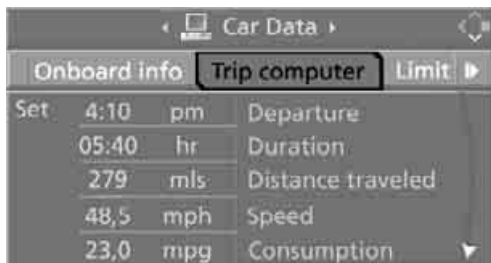 Car Data
Onboard info Trip computer Limit
Set 4:10 pm Departure
05:40 hr Duration
279 mls Distance traveled
48,5 mph Speed
23,0 mpg Consumption